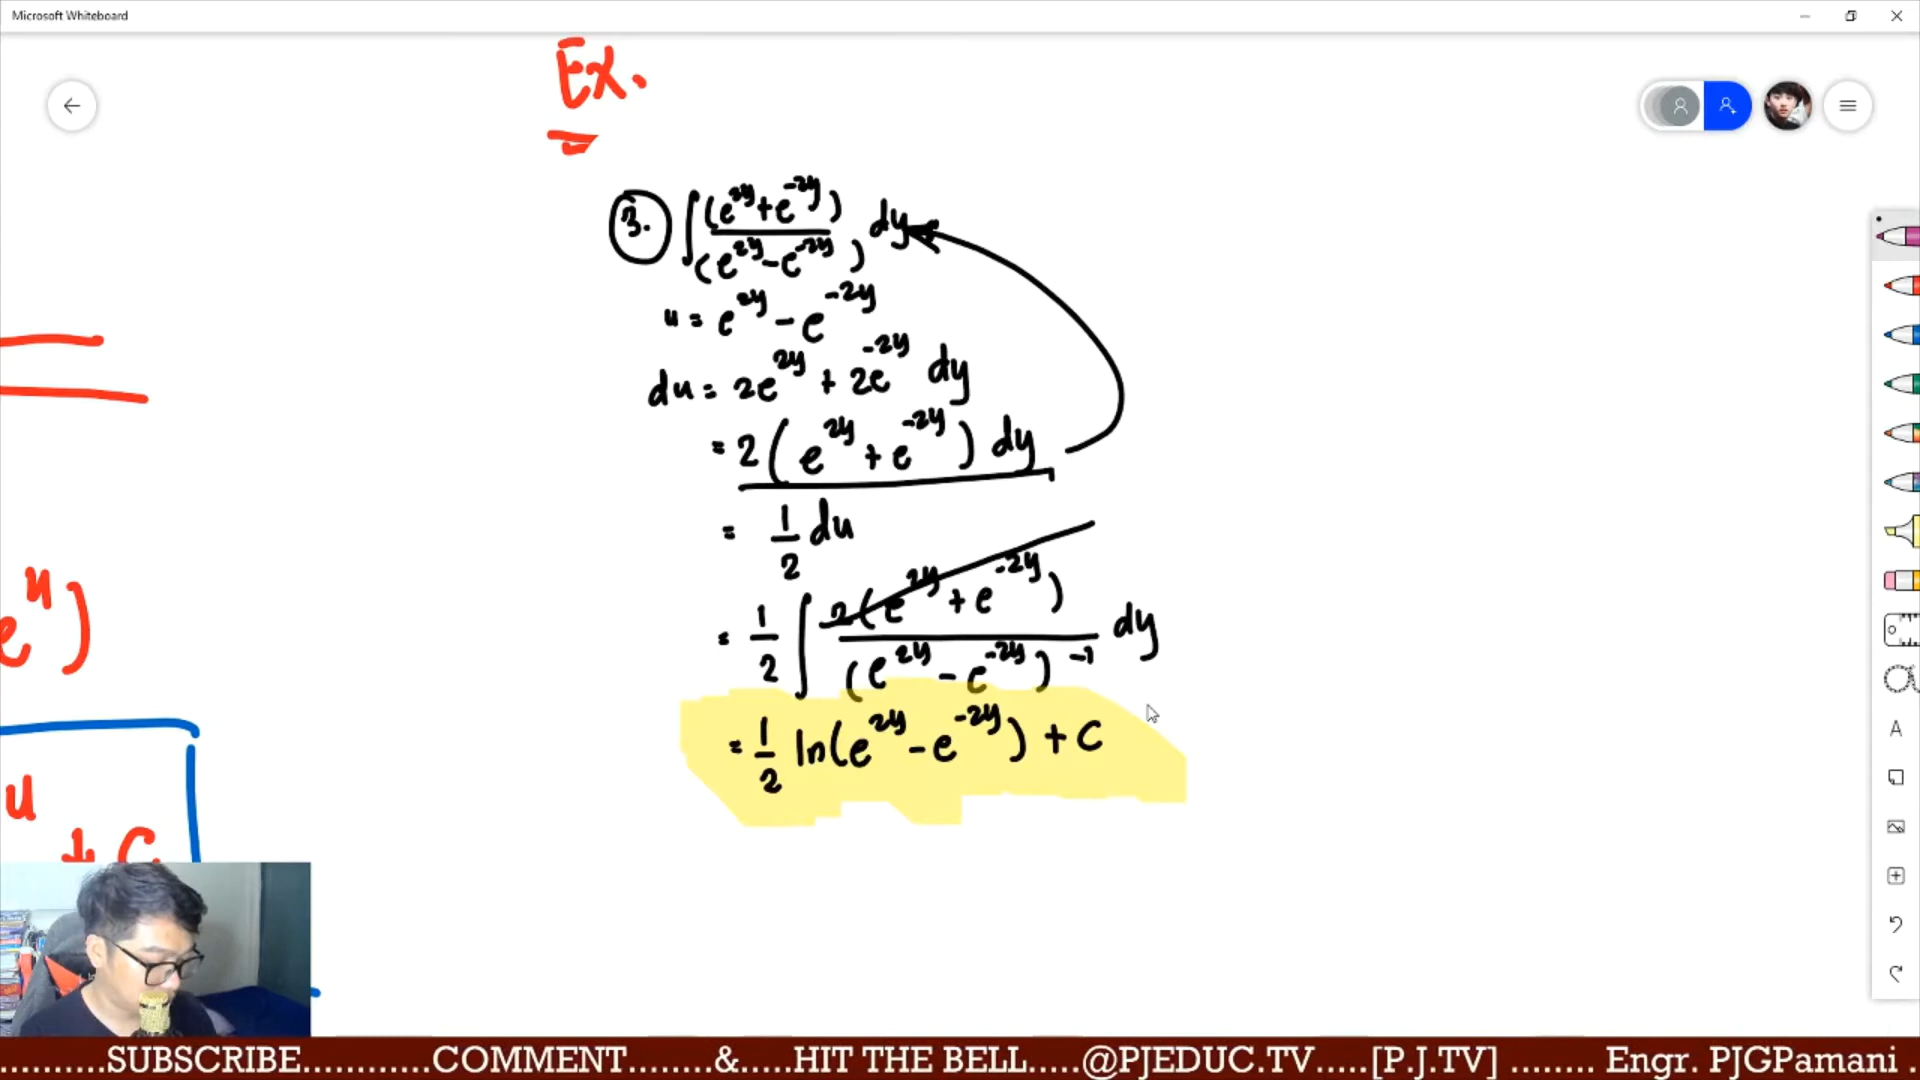 Microsoft Whiteboard
Ex.
3. ∫ (e^2y + e^-2y) / (e^2y - e^-2y) dy
u = e^2y - e^-2y
du = 2e^2y + 2e^-2y dy
= 2 ( e^2y + e^-2y ) dy
= 1/2 du
= 1/2 ∫ 2(e^2y + e^-2y) / (e^2y - e^-2y)^-1 dy
= 1/2 ln(e^2y - e^-2y) + C
e^u)
u
+ C
A
..........SUBSCRIBE............COMMENT........&.....HIT THE BELL.....@PJEDUC.TV.....[P.J.TV] ........ Engr. PJGPamani .